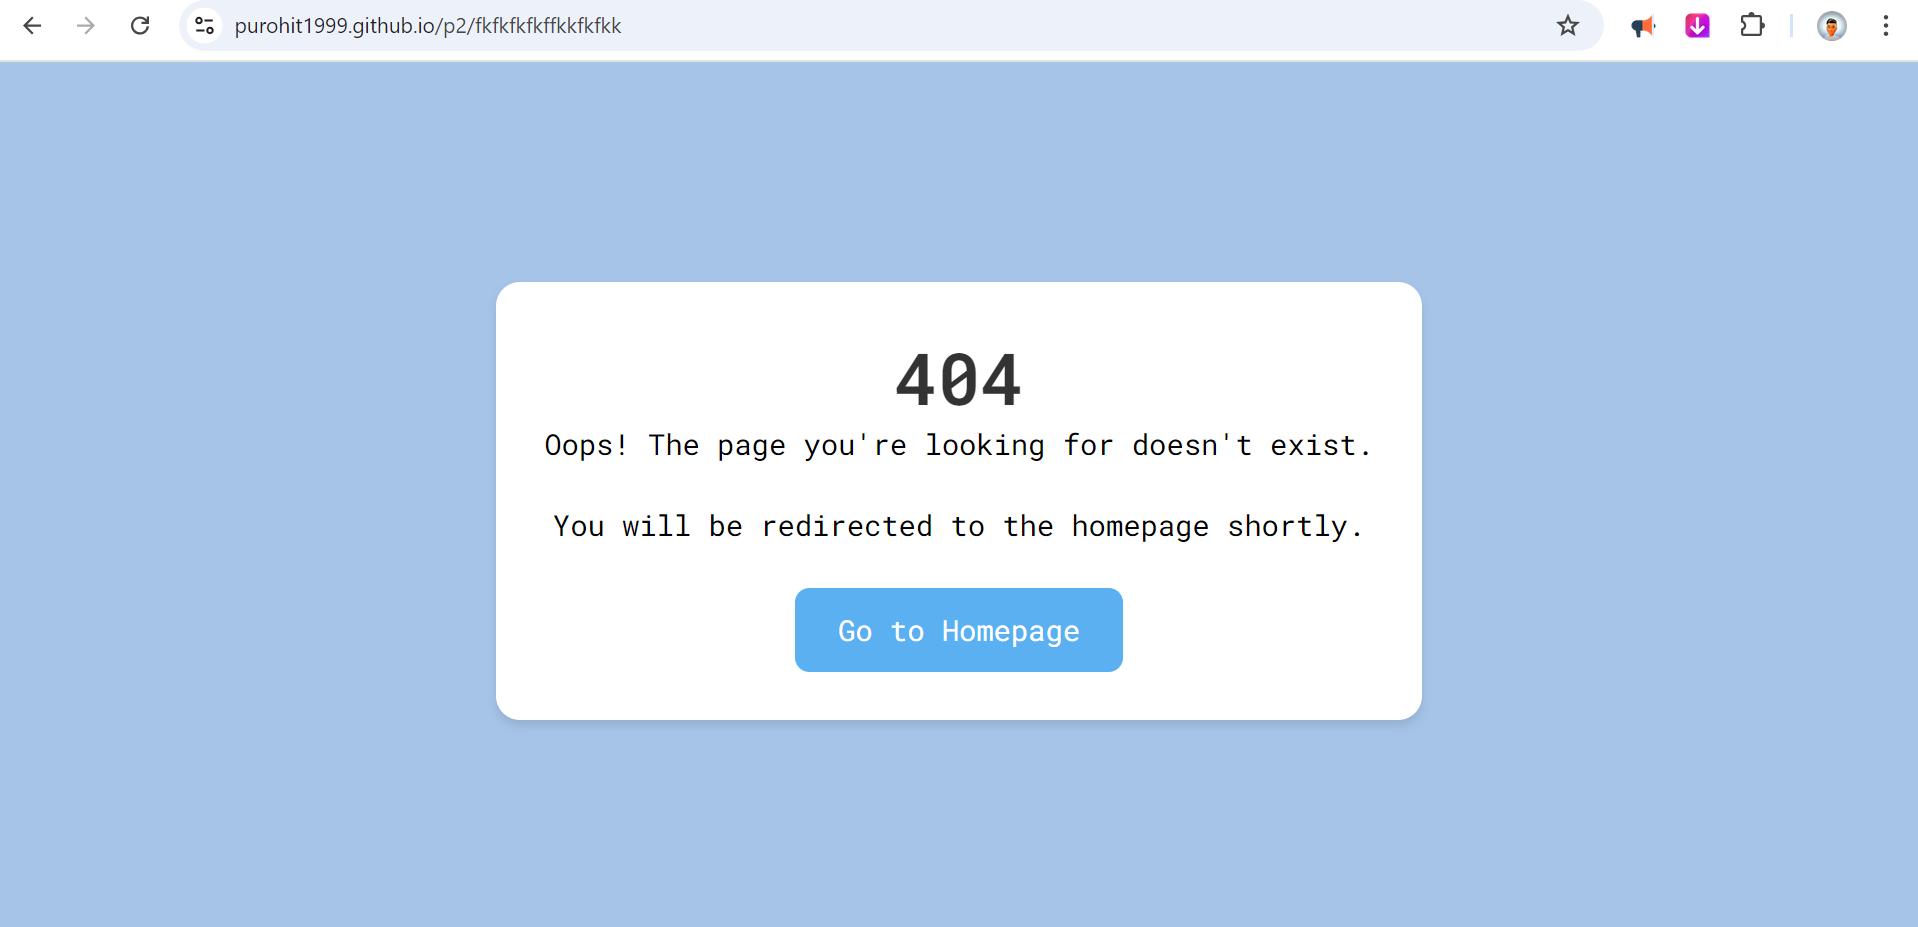 purohit1999.github.io/p2/fkfkfkfkffkkfkfkk
404
Oops! The page you're looking for doesn't exist.
You will be redirected to the homepage shortly.
Go to Homepage